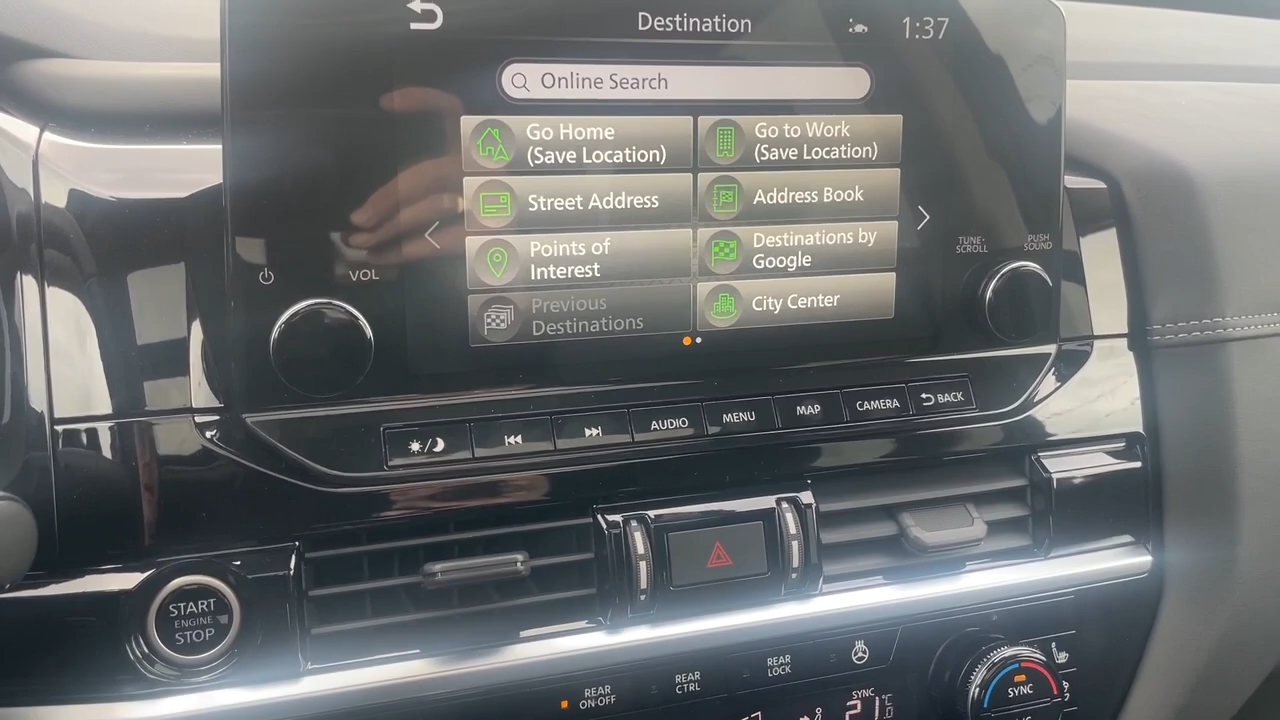 Destination
1:37
Online Search
Go Home
(Save Location)
Go to Work
(Save Location)
Street Address
Address Book
Points of
Interest
Destinations by
Google
Previous
Destinations
City Center
VOL
TUNE·
SCROLL
PUSH
SOUND
AUDIO
MENU
MAP
CAMERA
BACK
START
ENGINE
STOP
REAR
ON·OFF
REAR
CTRL
REAR
LOCK
SYNC
21
°C
SYNC